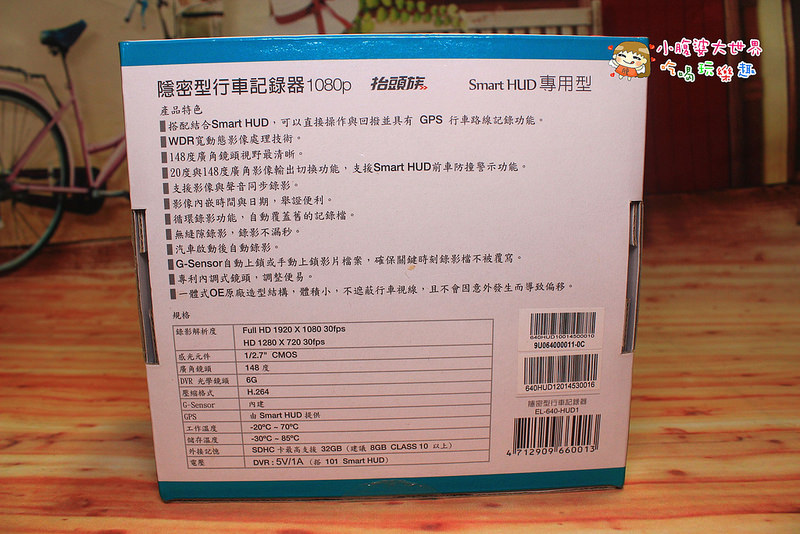 小腹婆大世界
吃喝玩樂趣
隱密型行車記錄器1080p 抬頭族 Smart HUD 專用型
產品特色
搭配結合Smart HUD，可以直接操作與回撥並具有 GPS 行車路線記錄功能。
WDR寬動態影像處理技術。
148度廣角鏡頭視野最清晰。
20度與148度廣角影像輸出切換功能，支援Smart HUD前車防撞警示功能。
支援影像與聲音同步錄影。
影像內嵌時間與日期，舉證便利。
循環錄影功能，自動覆蓋舊的記錄檔。
無縫隙錄影，錄影不漏秒。
汽車啟動後自動錄影。
G-Sensor自動上鎖或手動上鎖影片檔案，確保關鍵時刻錄影檔不被覆寫。
專利內調式鏡頭，調整便易。
一體式OE原廠造型結構，體積小，不遮蔽行車視線，且不會因意外發生而導致偏移。
規格
錄影解析度 Full HD 1920 X 1080 30fps
HD 1280 X 720 30fps
感光元件 1/2.7" CMOS
廣角鏡頭 148 度
DVR 光學鏡頭 6G
壓縮格式 H.264
G-Sensor 內建
GPS 由 Smart HUD 提供
工作溫度 -20ºC ~ 70ºC
儲存溫度 -30ºC ~ 85ºC
外接記憶 SDHC 卡最高支援 32GB (建議 8GB CLASS 10 以上)
電壓 DVR : 5V/1A (搭 101 Smart HUD)
640HUD10014500010
9U064000011-0C
640HUD12014530016
隱密型行車記錄器
EL-640-HUD1
4 712909 660013